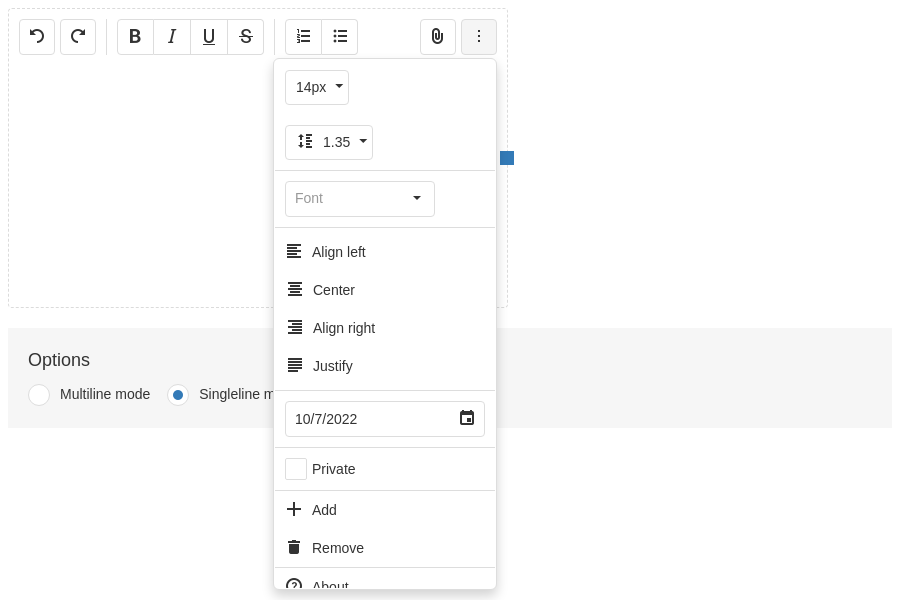 14px
1.35
Font
Align left
Center
Align right
Justify
Options
Multiline mode
Singleline m
10/7/2022
Private
Add
Remove
About